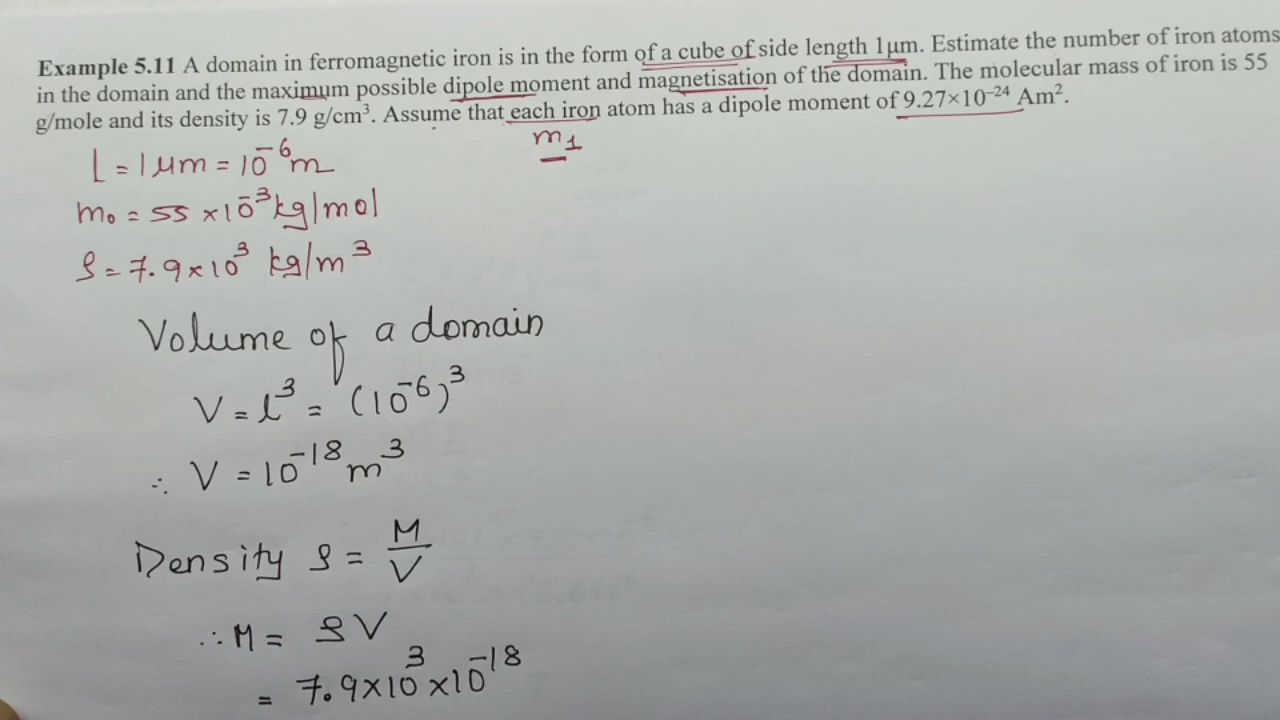 Example 5.11 A domain in ferromagnetic iron is in the form of a cube of side length 1μm. Estimate the number of iron atoms
in the domain and the maximum possible dipole moment and magnetisation of the domain. The molecular mass of iron is 55
g/mole and its density is 7.9 g/cm³. Assume that each iron atom has a dipole moment of 9.27×10⁻²⁴ Am².
m₁
l = 1 μm = 10⁻⁶ m
m₀ = 55 × 10⁻³ kg/mol
ρ = 7.9 × 10³ kg/m³
Volume of a domain
V = l³ = (10⁻⁶)³
∴ V = 10⁻¹⁸ m³
Density ρ = M/V
∴ M = ρV
= 7.9 × 10³ × 10⁻¹⁸